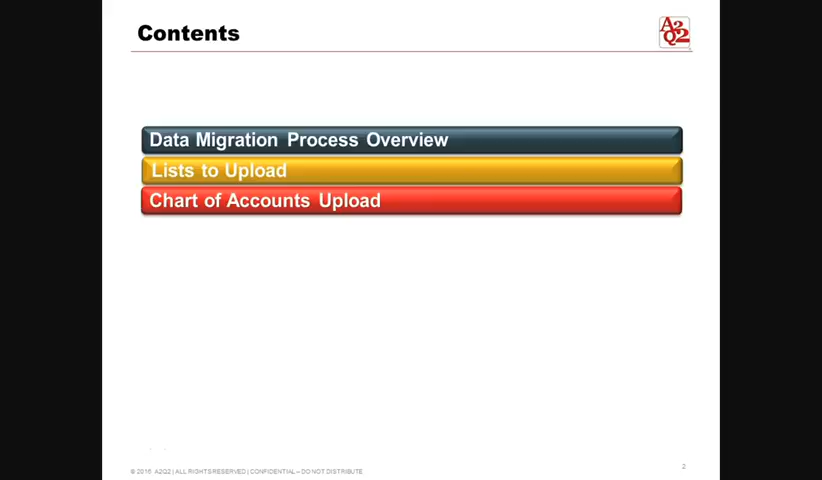 Contents
A2Q2
Data Migration Process Overview
Lists to Upload
Chart of Accounts Upload
© 2016 A2Q2 | ALL RIGHTS RESERVED | CONFIDENTIAL – DO NOT DISTRIBUTE
2